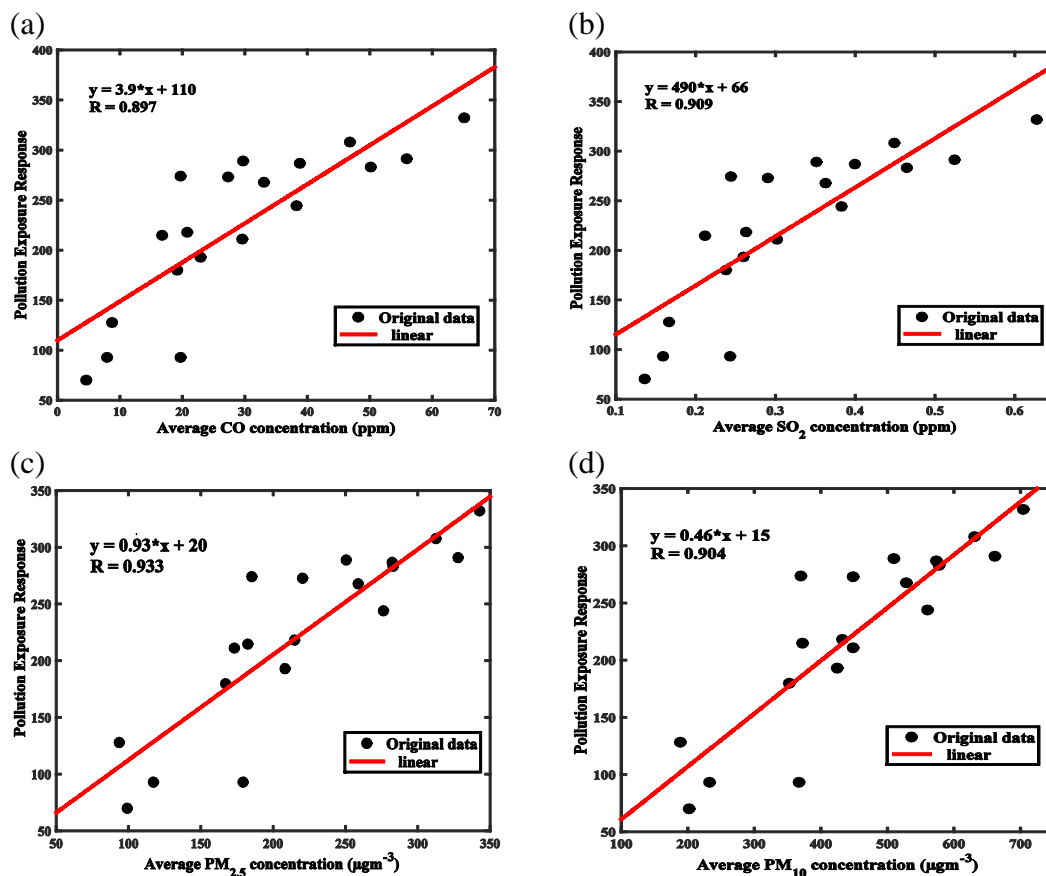 (a)
400
350
300
250
200
150
100
50
Pollution Exposure Response
y = 3.9*x + 110
R = 0.897
Original data
linear
0 10 20 30 40 50 60 70
Average CO concentration (ppm)
(b)
400
350
300
250
200
150
100
50
Pollution Exposure Response
y = 490*x + 66
R = 0.909
Original data
linear
0.1 0.2 0.3 0.4 0.5 0.6
Average SO2 concentration (ppm)
(c)
350
300
250
200
150
100
50
Pollution Exposure Response
y = 0.93*x + 20
R = 0.933
Original data
linear
50 100 150 200 250 300 350
Average PM2.5 concentration (μgm⁻³)
(d)
350
300
250
200
150
100
50
Pollution Exposure Response
y = 0.46*x + 15
R = 0.904
Original data
linear
100 200 300 400 500 600 700
Average PM10 concentration (μgm⁻³)